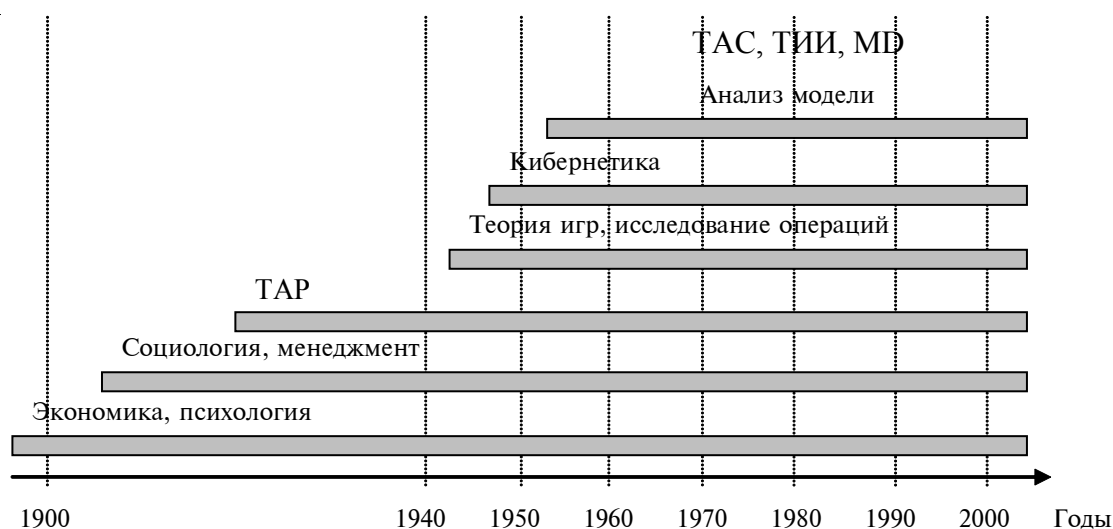 ТАС, ТИИ, MD
Анализ модели
Кибернетика
Теория игр, исследование операций
ТАР
Социология, менеджмент
Экономика, психология
1900 1940 1950 1960 1970 1980 1990 2000 Годы